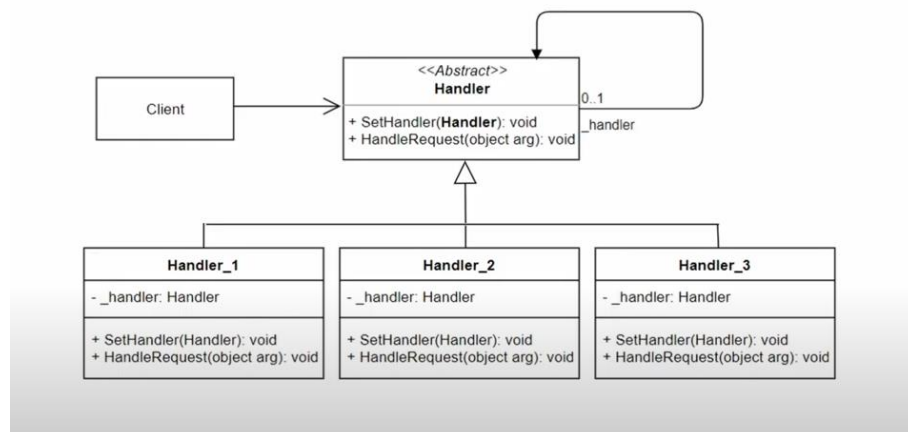 <<Abstract>>
Handler
Client
0..1
+ SetHandler(Handler): void
_handler
+ HandleRequest(object arg): void
Handler_1
- _handler: Handler
+ SetHandler(Handler): void
+ HandleRequest(object arg): void
Handler_2
- _handler: Handler
+ SetHandler(Handler): void
+ HandleRequest(object arg): void
Handler_3
- _handler: Handler
+ SetHandler(Handler): void
+ HandleRequest(object arg): void